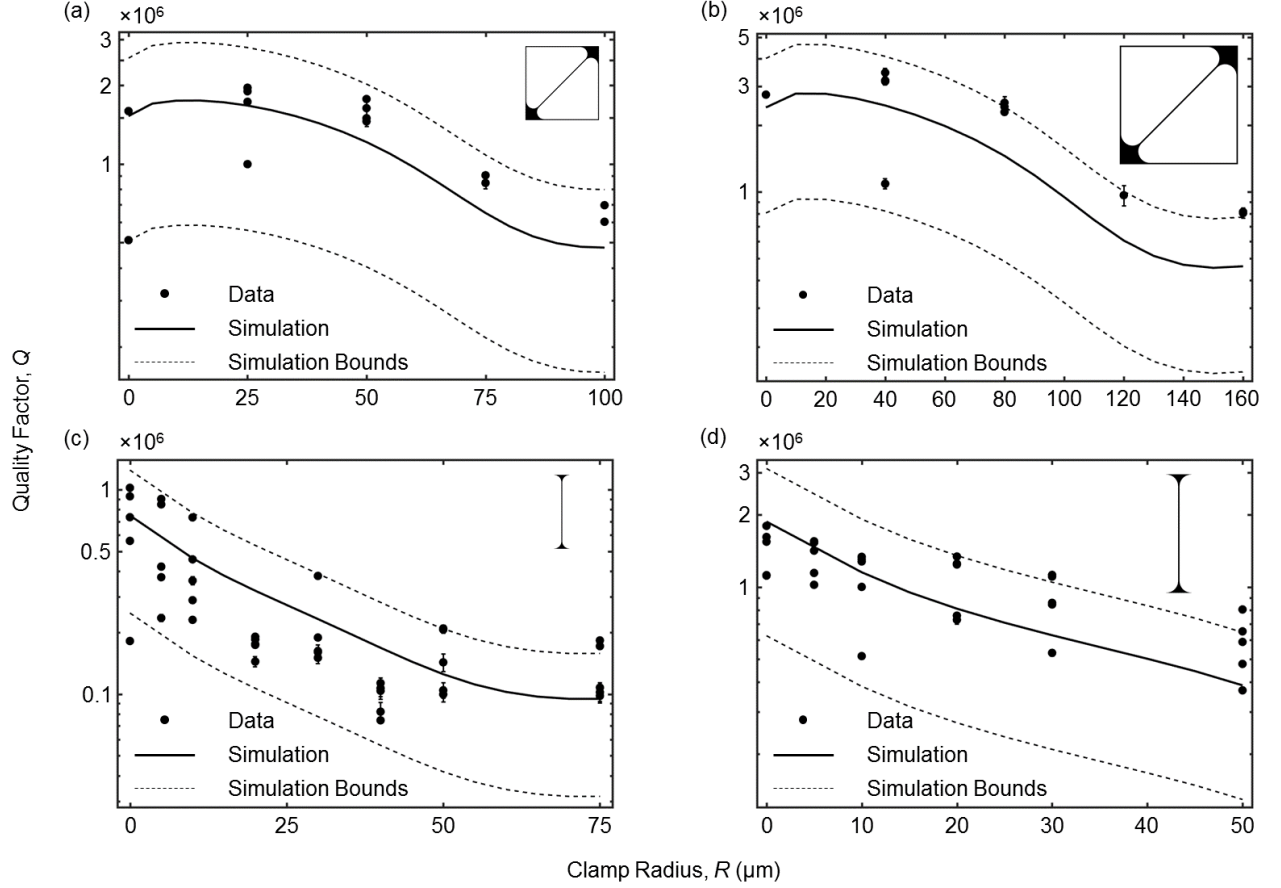 (a)
×10⁶
3
2
1
0
25
50
75
100
Data
Simulation
Simulation Bounds
(b)
×10⁶
5
3
1
0
20
40
60
80
100
120
140
160
Data
Simulation
Simulation Bounds
Quality Factor, Q
(c)
×10⁶
1
0.5
0.1
0
25
50
75
Data
Simulation
Simulation Bounds
(d)
×10⁶
3
2
1
0
10
20
30
40
50
Data
Simulation
Simulation Bounds
Clamp Radius, R (μm)